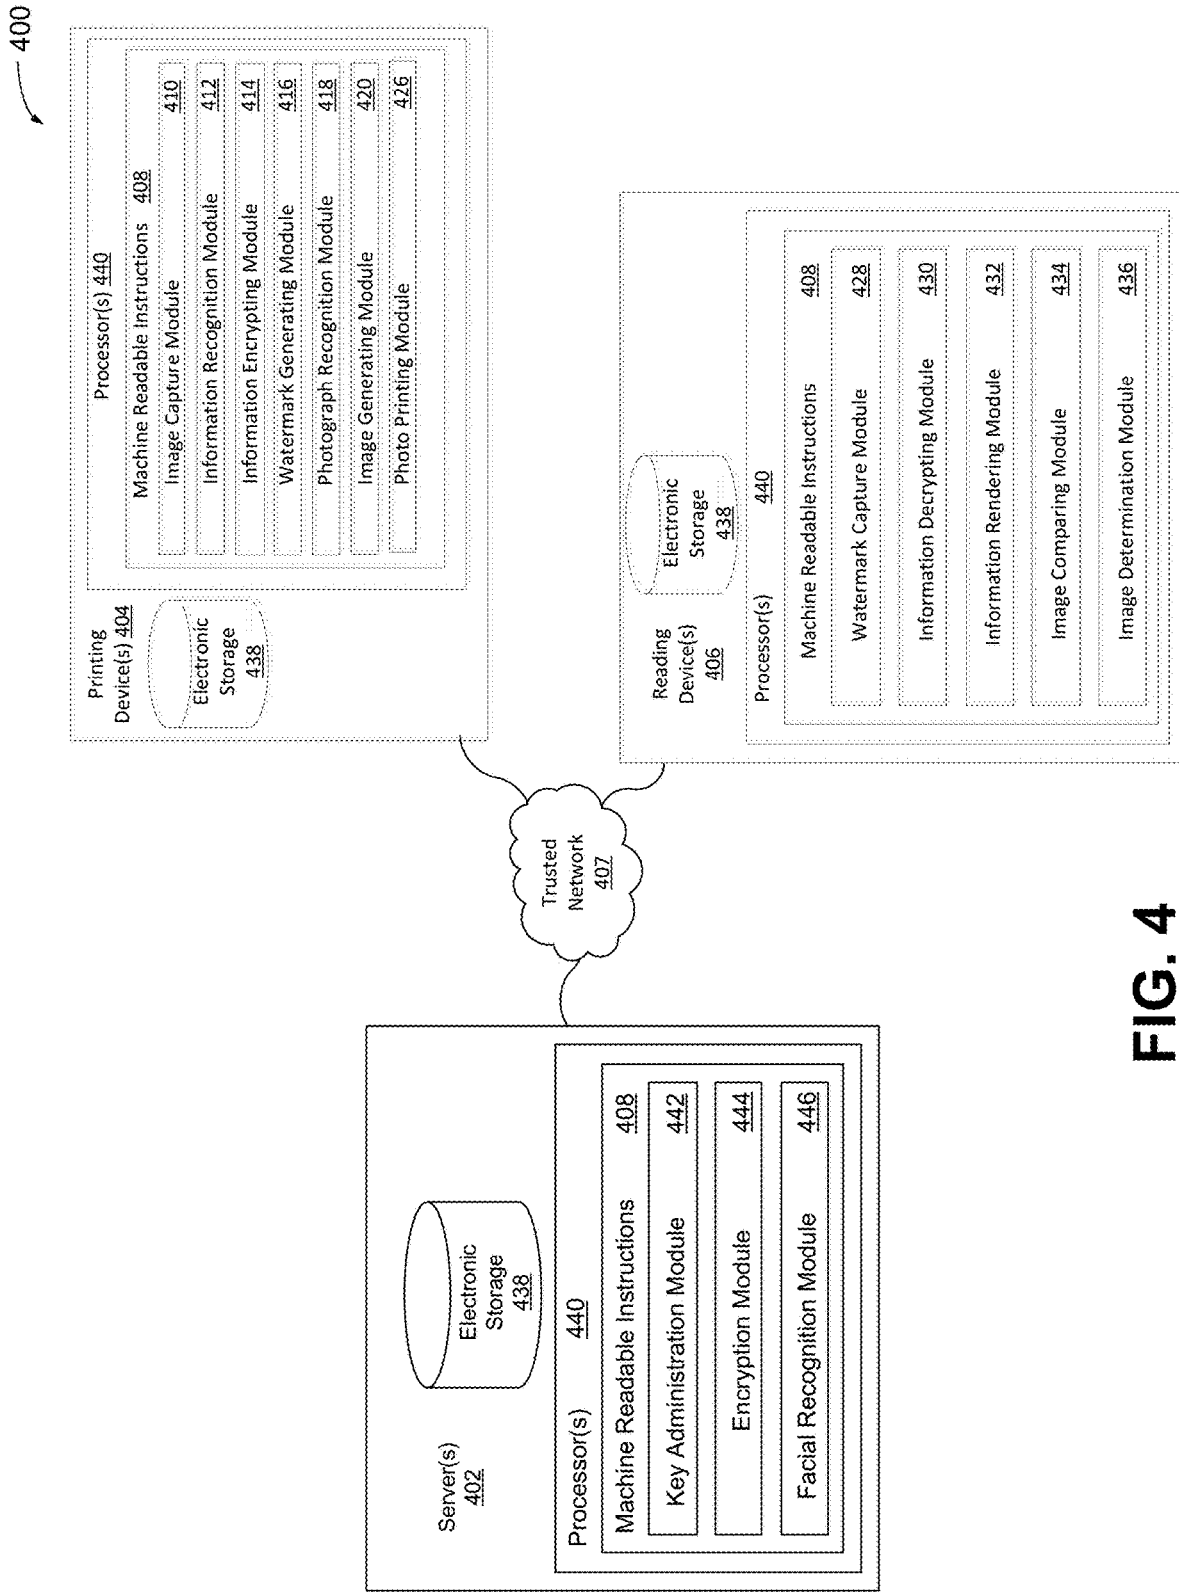 400
Printing
Device(s) 404
Electronic
Storage
438
Processor(s) 440
Machine Readable Instructions 408
Image Capture Module 410
Information Recognition Module 412
Information Encrypting Module 414
Watermark Generating Module 416
Photograph Recognition Module 418
Image Generating Module 420
Photo Printing Module 426
Server(s)
402
Electronic
Storage
438
Processor(s) 440
Machine Readable Instructions 408
Key Administration Module 442
Encryption Module 444
Facial Recognition Module 446
Trusted
Network
407
Reading
Device(s)
406
Electronic
Storage
438
Processor(s) 440
Machine Readable Instructions 408
Watermark Capture Module 428
Information Decrypting Module 430
Information Rendering Module 432
Image Comparing Module 434
Image Determination Module 436
FIG. 4